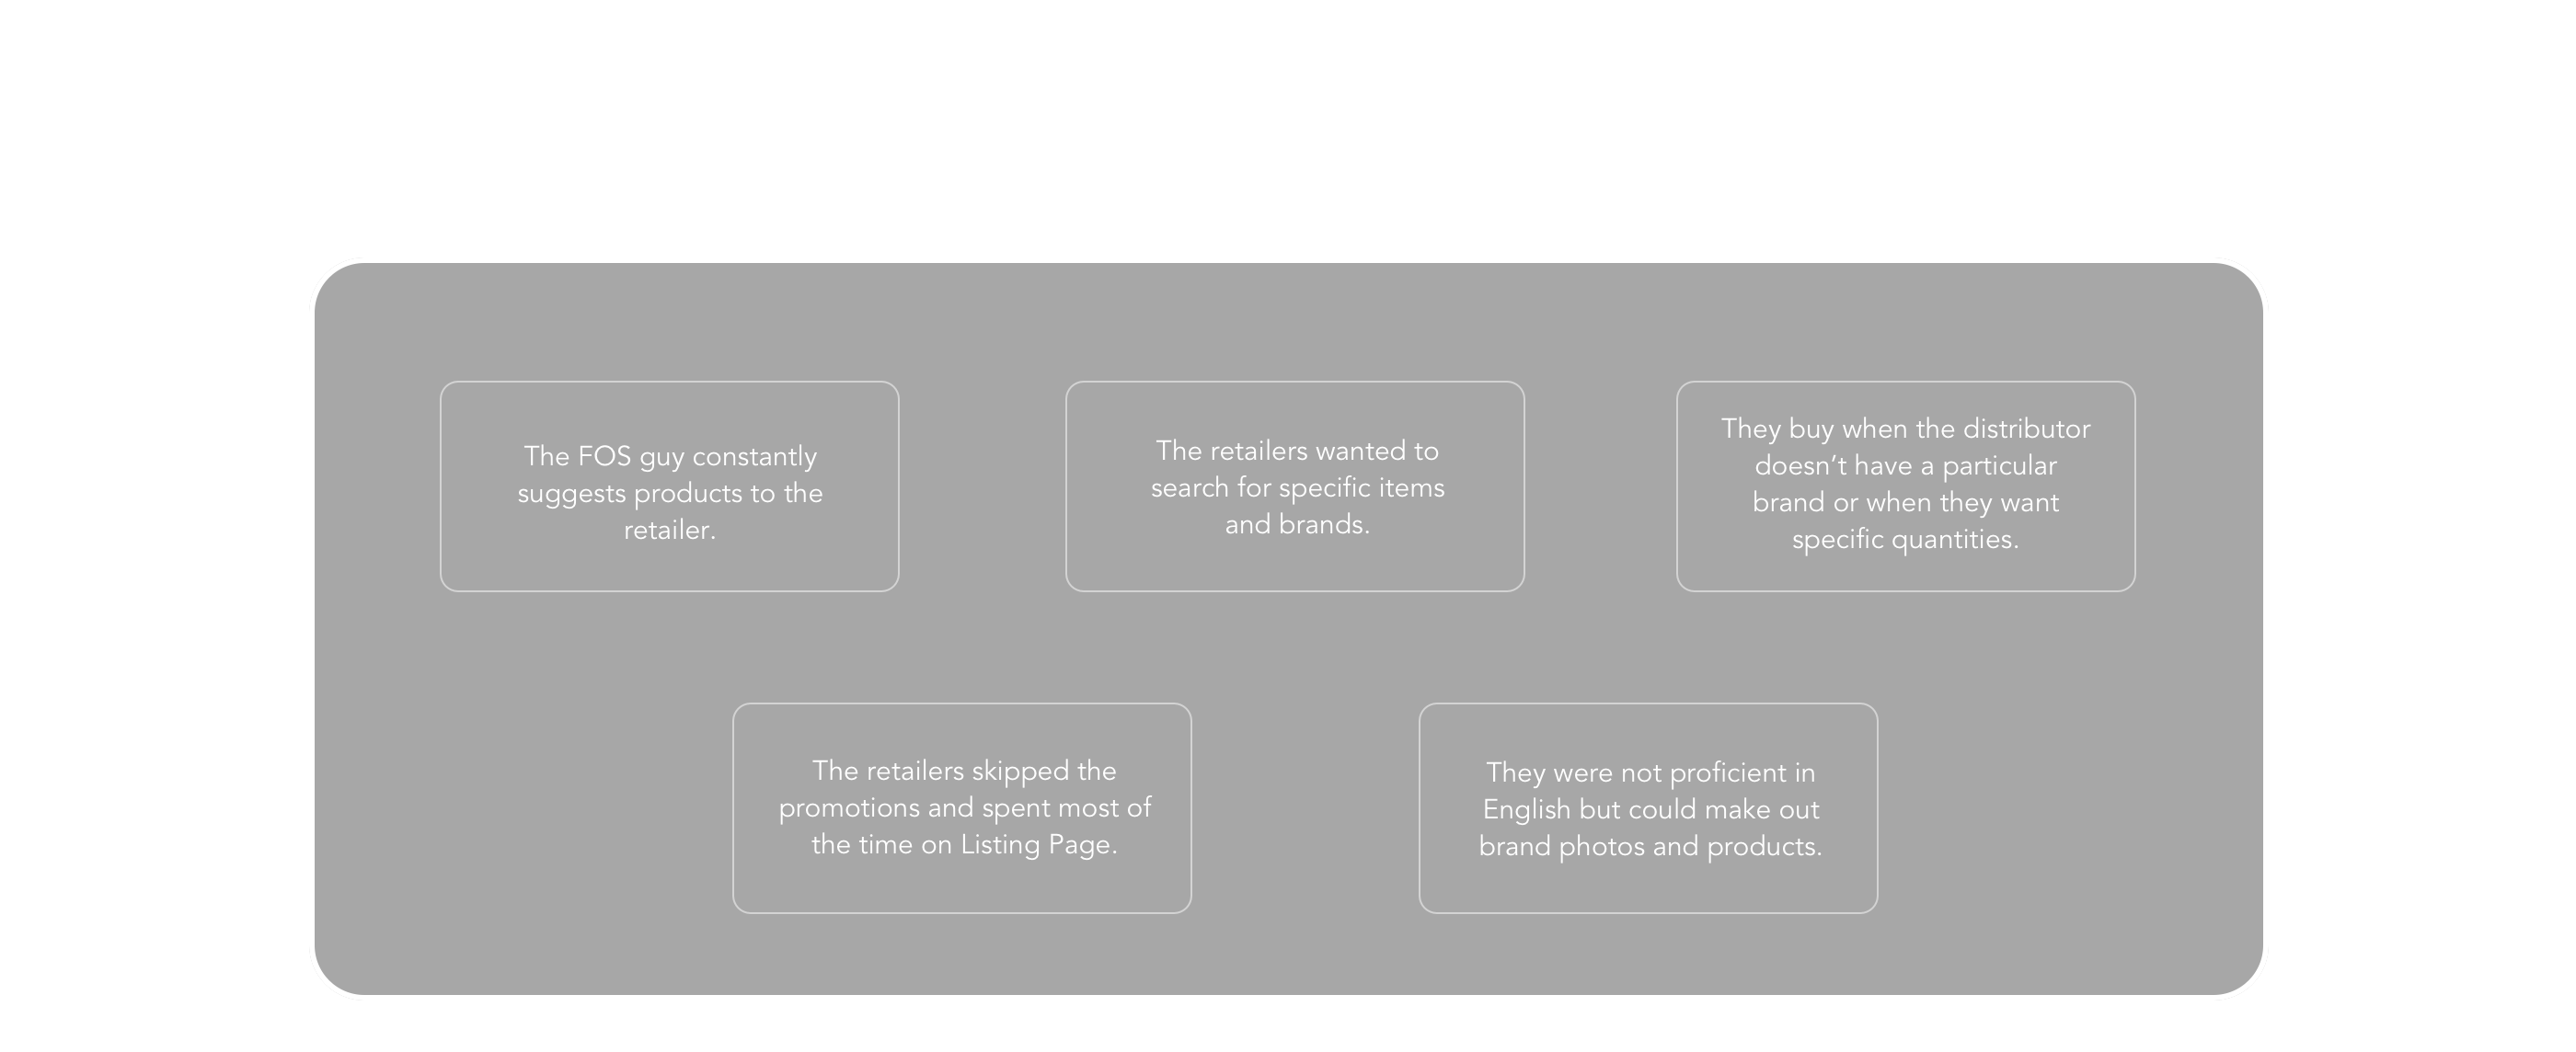 The FOS guy constantly
suggests products to the
retailer.
The retailers wanted to
search for specific items
and brands.
They buy when the distributor
doesn’t have a particular
brand or when they want
specific quantities.
The retailers skipped the
promotions and spent most of
the time on Listing Page.
They were not proficient in
English but could make out
brand photos and products.